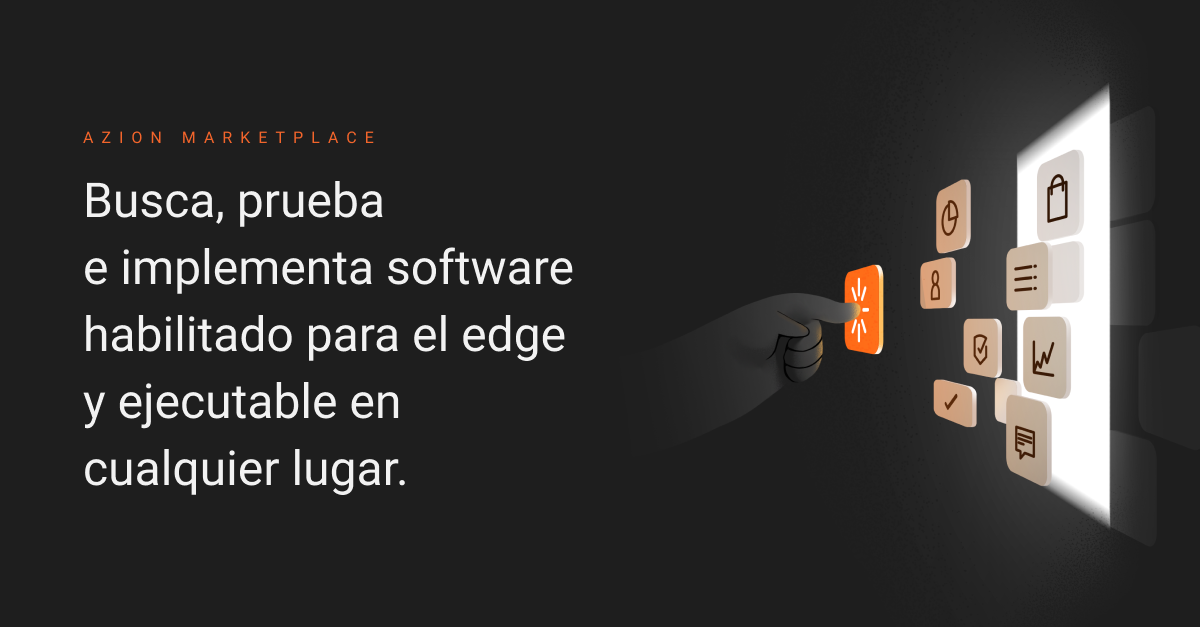 AZION MARKETPLACE
Busca, prueba
e implementa software
habilitado para el edge
y ejecutable en
cualquier lugar.